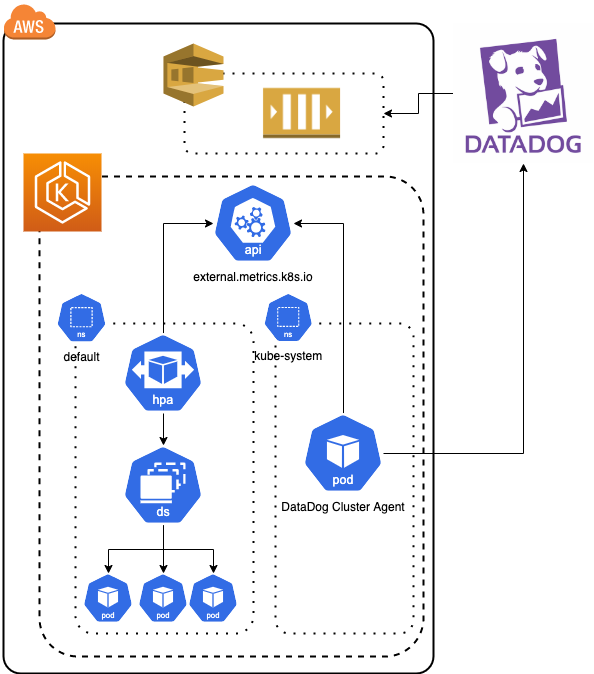 AWS
DATADOG
K
api
external.metrics.k8s.io
ns
default
ns
kube-system
hpa
pod
DataDog Cluster Agent
ds
pod
pod
pod